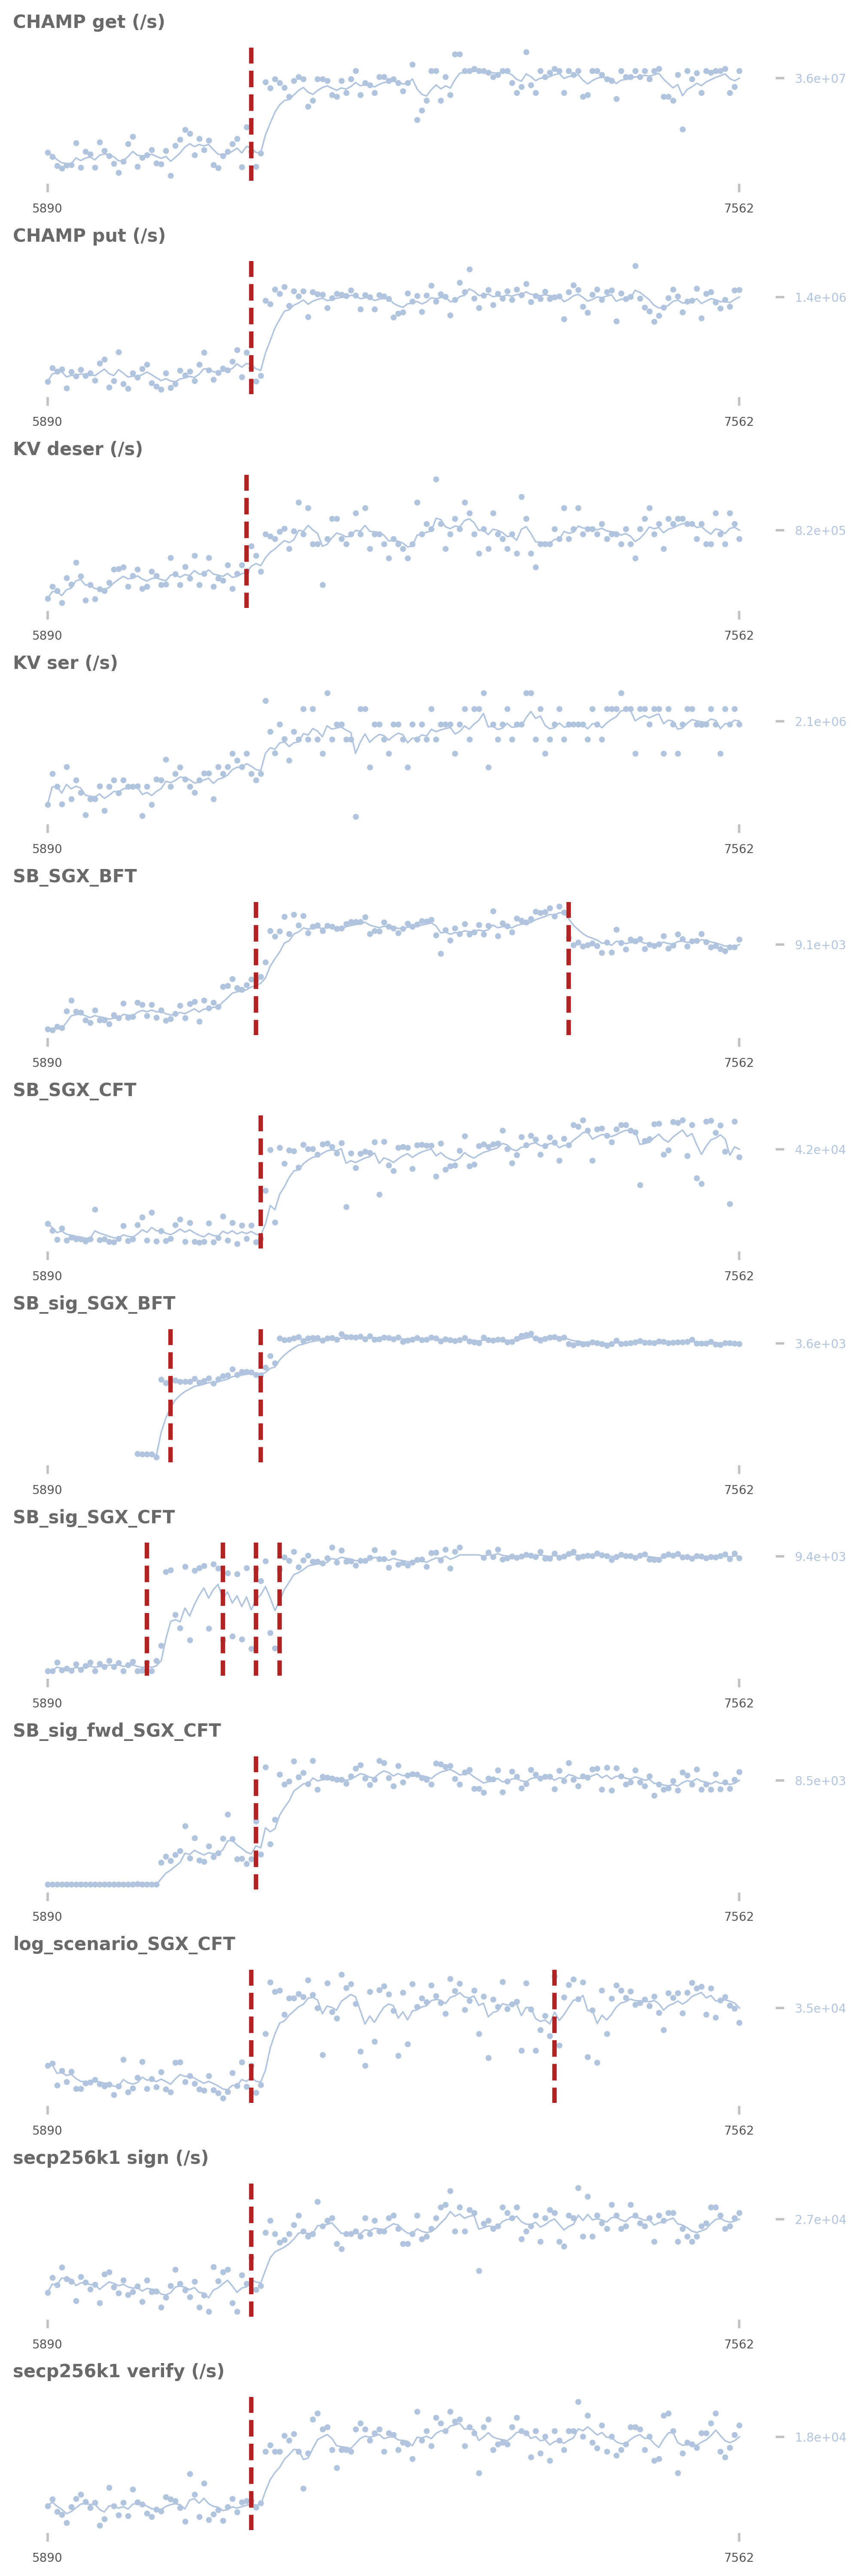 CHAMP get (/s)
3.6e+07
5890 7562
CHAMP put (/s)
1.4e+06
5890 7562
KV deser (/s)
8.2e+05
5890 7562
KV ser (/s)
2.1e+06
5890 7562
SB_SGX_BFT
9.1e+03
5890 7562
SB_SGX_CFT
4.2e+04
5890 7562
SB_sig_SGX_BFT
3.6e+03
5890 7562
SB_sig_SGX_CFT
9.4e+03
5890 7562
SB_sig_fwd_SGX_CFT
8.5e+03
5890 7562
log_scenario_SGX_CFT
3.5e+04
5890 7562
secp256k1 sign (/s)
2.7e+04
5890 7562
secp256k1 verify (/s)
1.8e+04
5890 7562